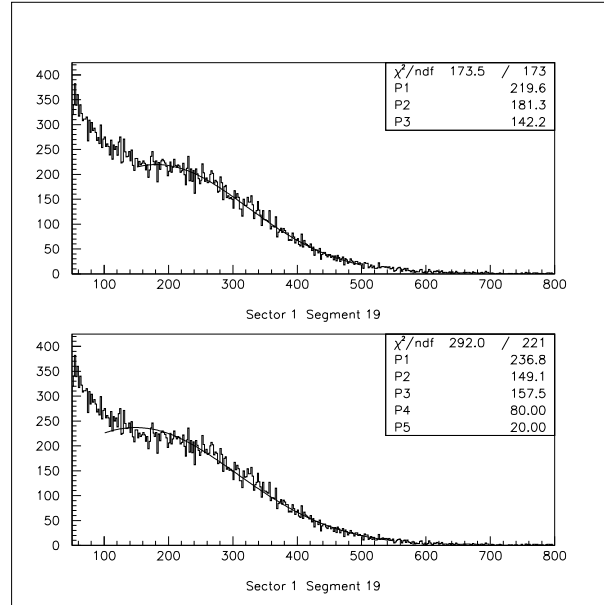 χ²/ndf 173.5 / 173
P1 219.6
P2 181.3
P3 142.2
400
350
300
250
200
150
100
50
0
100 200 300 400 500 600 700 800
Sector 1 Segment 19
χ²/ndf 292.0 / 221
P1 236.8
P2 149.1
P3 157.5
P4 80.00
P5 20.00
400
350
300
250
200
150
100
50
0
100 200 300 400 500 600 700 800
Sector 1 Segment 19